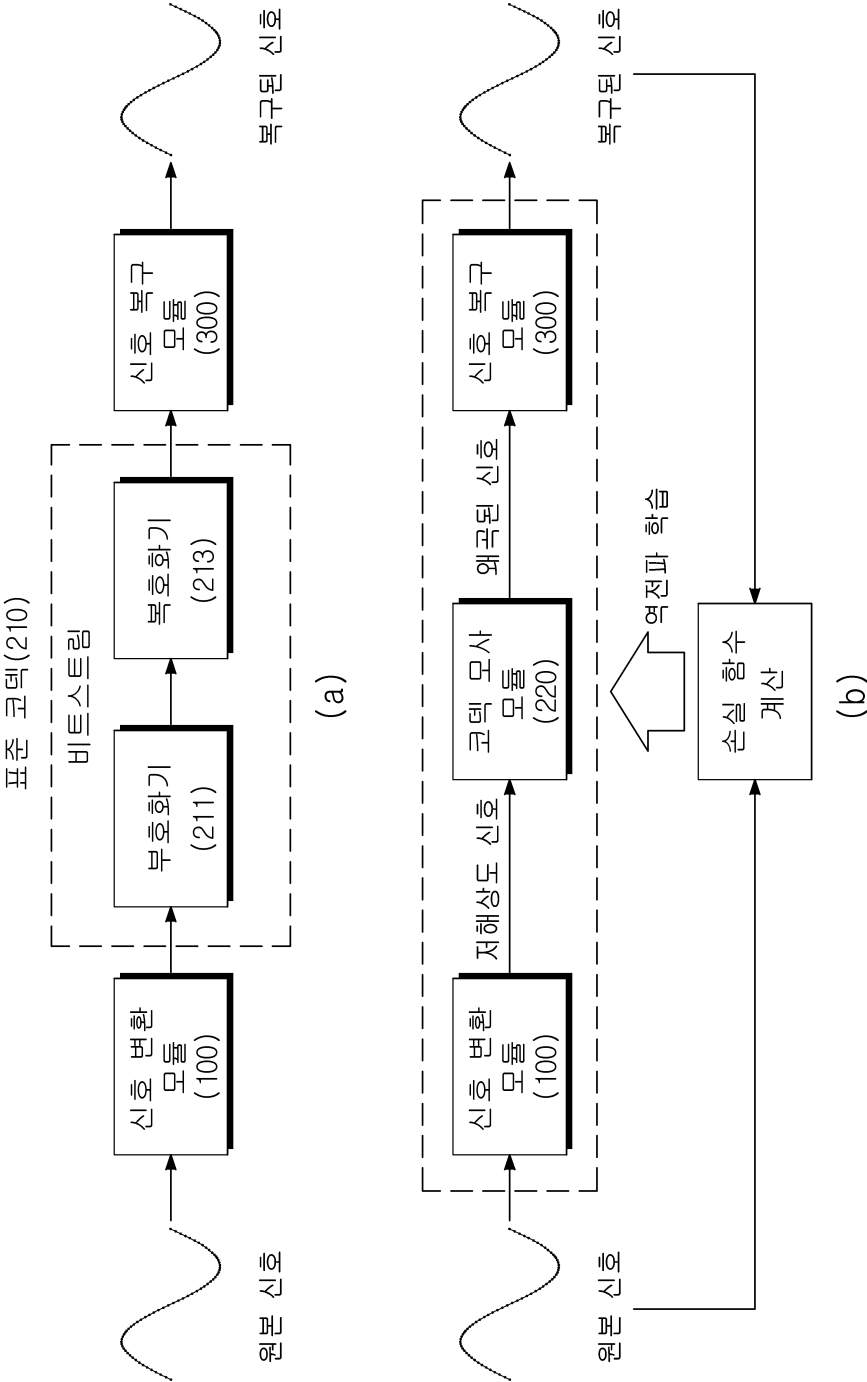 표준 코덱(210)
비트스트림
신호 변환
모듈
(100)
부호화기
(211)
복호화기
(213)
신호 복구
모듈
(300)
원본 신호
복구된 신호
(a)
신호 변환
모듈
(100)
저해상도 신호
코덱 모사
모듈
(220)
왜곡된 신호
신호 복구
모듈
(300)
원본 신호
복구된 신호
역전파 학습
손실 함수
계산
(b)